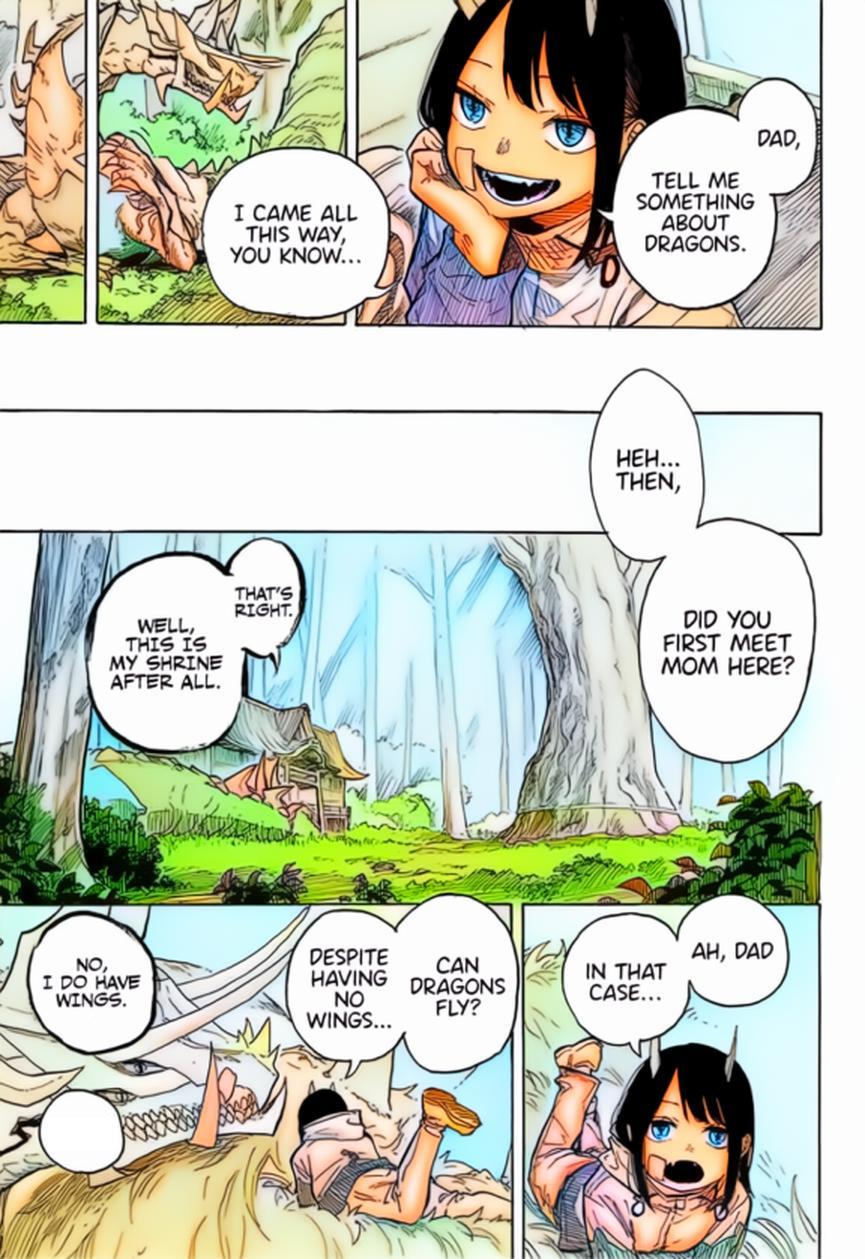 DAD,
TELL ME
SOMETHING
ABOUT
DRAGONS.
I CAME ALL
THIS WAY,
YOU KNOW...
HEH...
THEN,
DID YOU
FIRST MEET
MOM HERE?
THAT'S
RIGHT.
WELL,
THIS IS
MY SHRINE
AFTER ALL.
AH, DAD
IN THAT
CASE...
CAN
DRAGONS
FLY?
DESPITE
HAVING
NO
WINGS...
NO,
I DO HAVE
WINGS.